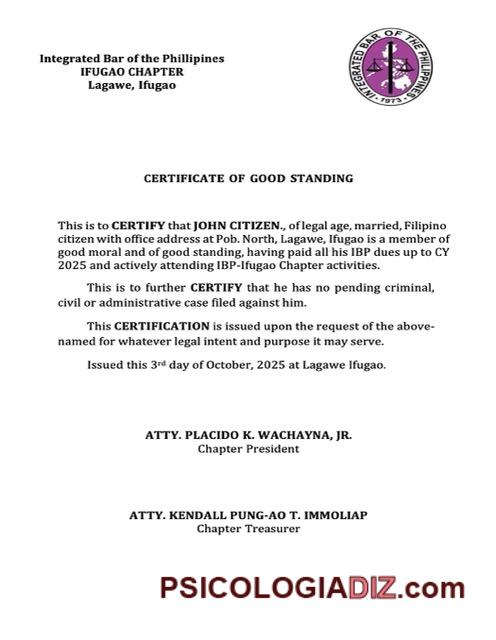 Integrated Bar of the Phillipines
IFUGAO CHAPTER
Lagawe, Ifugao
INTEGRATED BAR OF THE PHILIPPINES
• 1973 •
CERTIFICATE OF GOOD STANDING
This is to CERTIFY that JOHN CITIZEN., of legal age, married, Filipino
citizen with office address at Pob. North, Lagawe, Ifugao is a member of
good moral and of good standing, having paid all his IBP dues up to CY
2025 and actively attending IBP-Ifugao Chapter activities.
This is to further CERTIFY that he has no pending criminal,
civil or administrative case filed against him.
This CERTIFICATION is issued upon the request of the above-
named for whatever legal intent and purpose it may serve.
Issued this 3rd day of October, 2025 at Lagawe Ifugao.
ATTY. PLACIDO K. WACHAYNA, JR.
Chapter President
ATTY. KENDALL PUNG-AO T. IMMOLIAP
Chapter Treasurer
PSICOLOGIADIZ.com